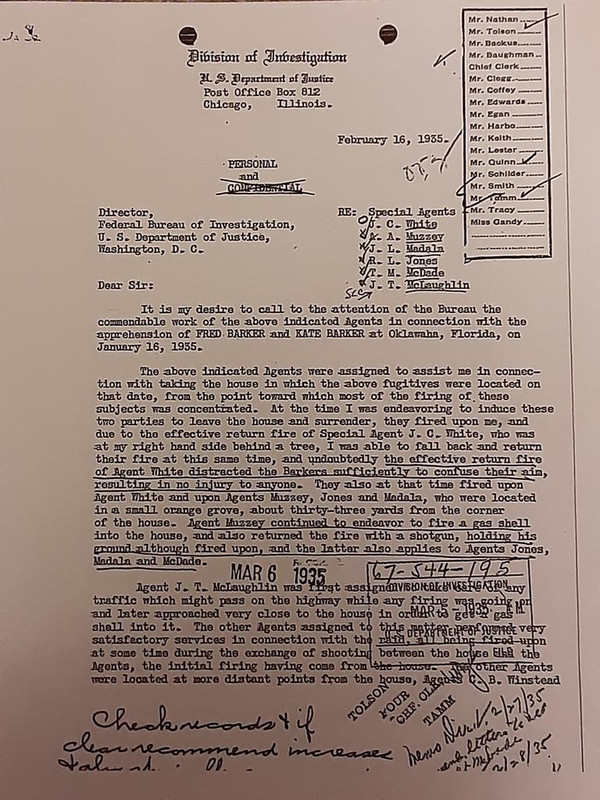 Division of Investigation
U. S. Department of Justice
Post Office Box 812
Chicago, Illinois.
Mr. Nathan
Mr. Tolson
Mr. Backus
Mr. Baughman
Chief Clerk
Mr. Clegg
Mr. Coffey
Mr. Edwards
Mr. Egan
Mr. Harbo
Mr. Keith
Mr. Lester
Mr. Quinn
Mr. Schilder
Mr. Smith
Mr. Tamm
Mr. Tracy
Miss Gandy
February 16, 1935.
PERSONAL
and
CONFIDENTIAL
Director,
Federal Bureau of Investigation,
U. S. Department of Justice,
Washington, D. C.
RE: Special Agents
J. C. White
A. A. Muzzey
J. L. Madala
R. L. Jones
T. M. McDade
J. T. McLaughlin
Dear Sir:
It is my desire to call to the attention of the Bureau the
commendable work of the above indicated Agents in connection with the
apprehension of FRED BARKER and KATE BARKER at Oklawaha, Florida, on
January 16, 1935.
The above indicated Agents were assigned to assist me in connec-
tion with taking the house in which the above fugitives were located on
that date, from the point toward which most of the firing of these
subjects was concentrated. At the time I was endeavoring to induce these
two parties to leave the house and surrender, they fired upon me, and
due to the effective return fire of Special Agent J. C. White, who was
at my right hand side behind a tree, I was able to fall back and return
their fire at this same time, and undoubtedly the effective return fire
of Agent White distracted the Barkers sufficiently to confuse their aim,
resulting in no injury to anyone. They also at that time fired upon
Agent White and upon Agents Muzzey, Jones and Madala, who were located
in a small orange grove, about thirty-three yards from the corner
of the house. Agent Muzzey continued to endeavor to fire a gas shell
into the house, and also returned the fire with a shotgun, holding his
ground although fired upon, and the latter also applies to Agents Jones,
Madala and McDade.
MAR 6 1935
67-544-195
DIVISION OF INVESTIGATION
1935
U. S. DEPARTMENT OF JUSTICE
Agent J. T. McLaughlin was first assigned to take care of any
traffic which might pass on the highway while any firing was going on
and later approached very close to the house in order to get a gas
shell into it. The other Agents assigned to this matter performed very
satisfactory services in connection with the raid, all being fired upon
at some time during the exchange of shooting between the house and the
Agents, the initial firing having come from the house. The other Agents
were located at more distant points from the house, Agents C. B. Winstead
TOLSON
FOUR
CHF. CLERK
TAMM
Check records & if
clear recommend increases
Memo Dir. 2/27/35
2/28/35